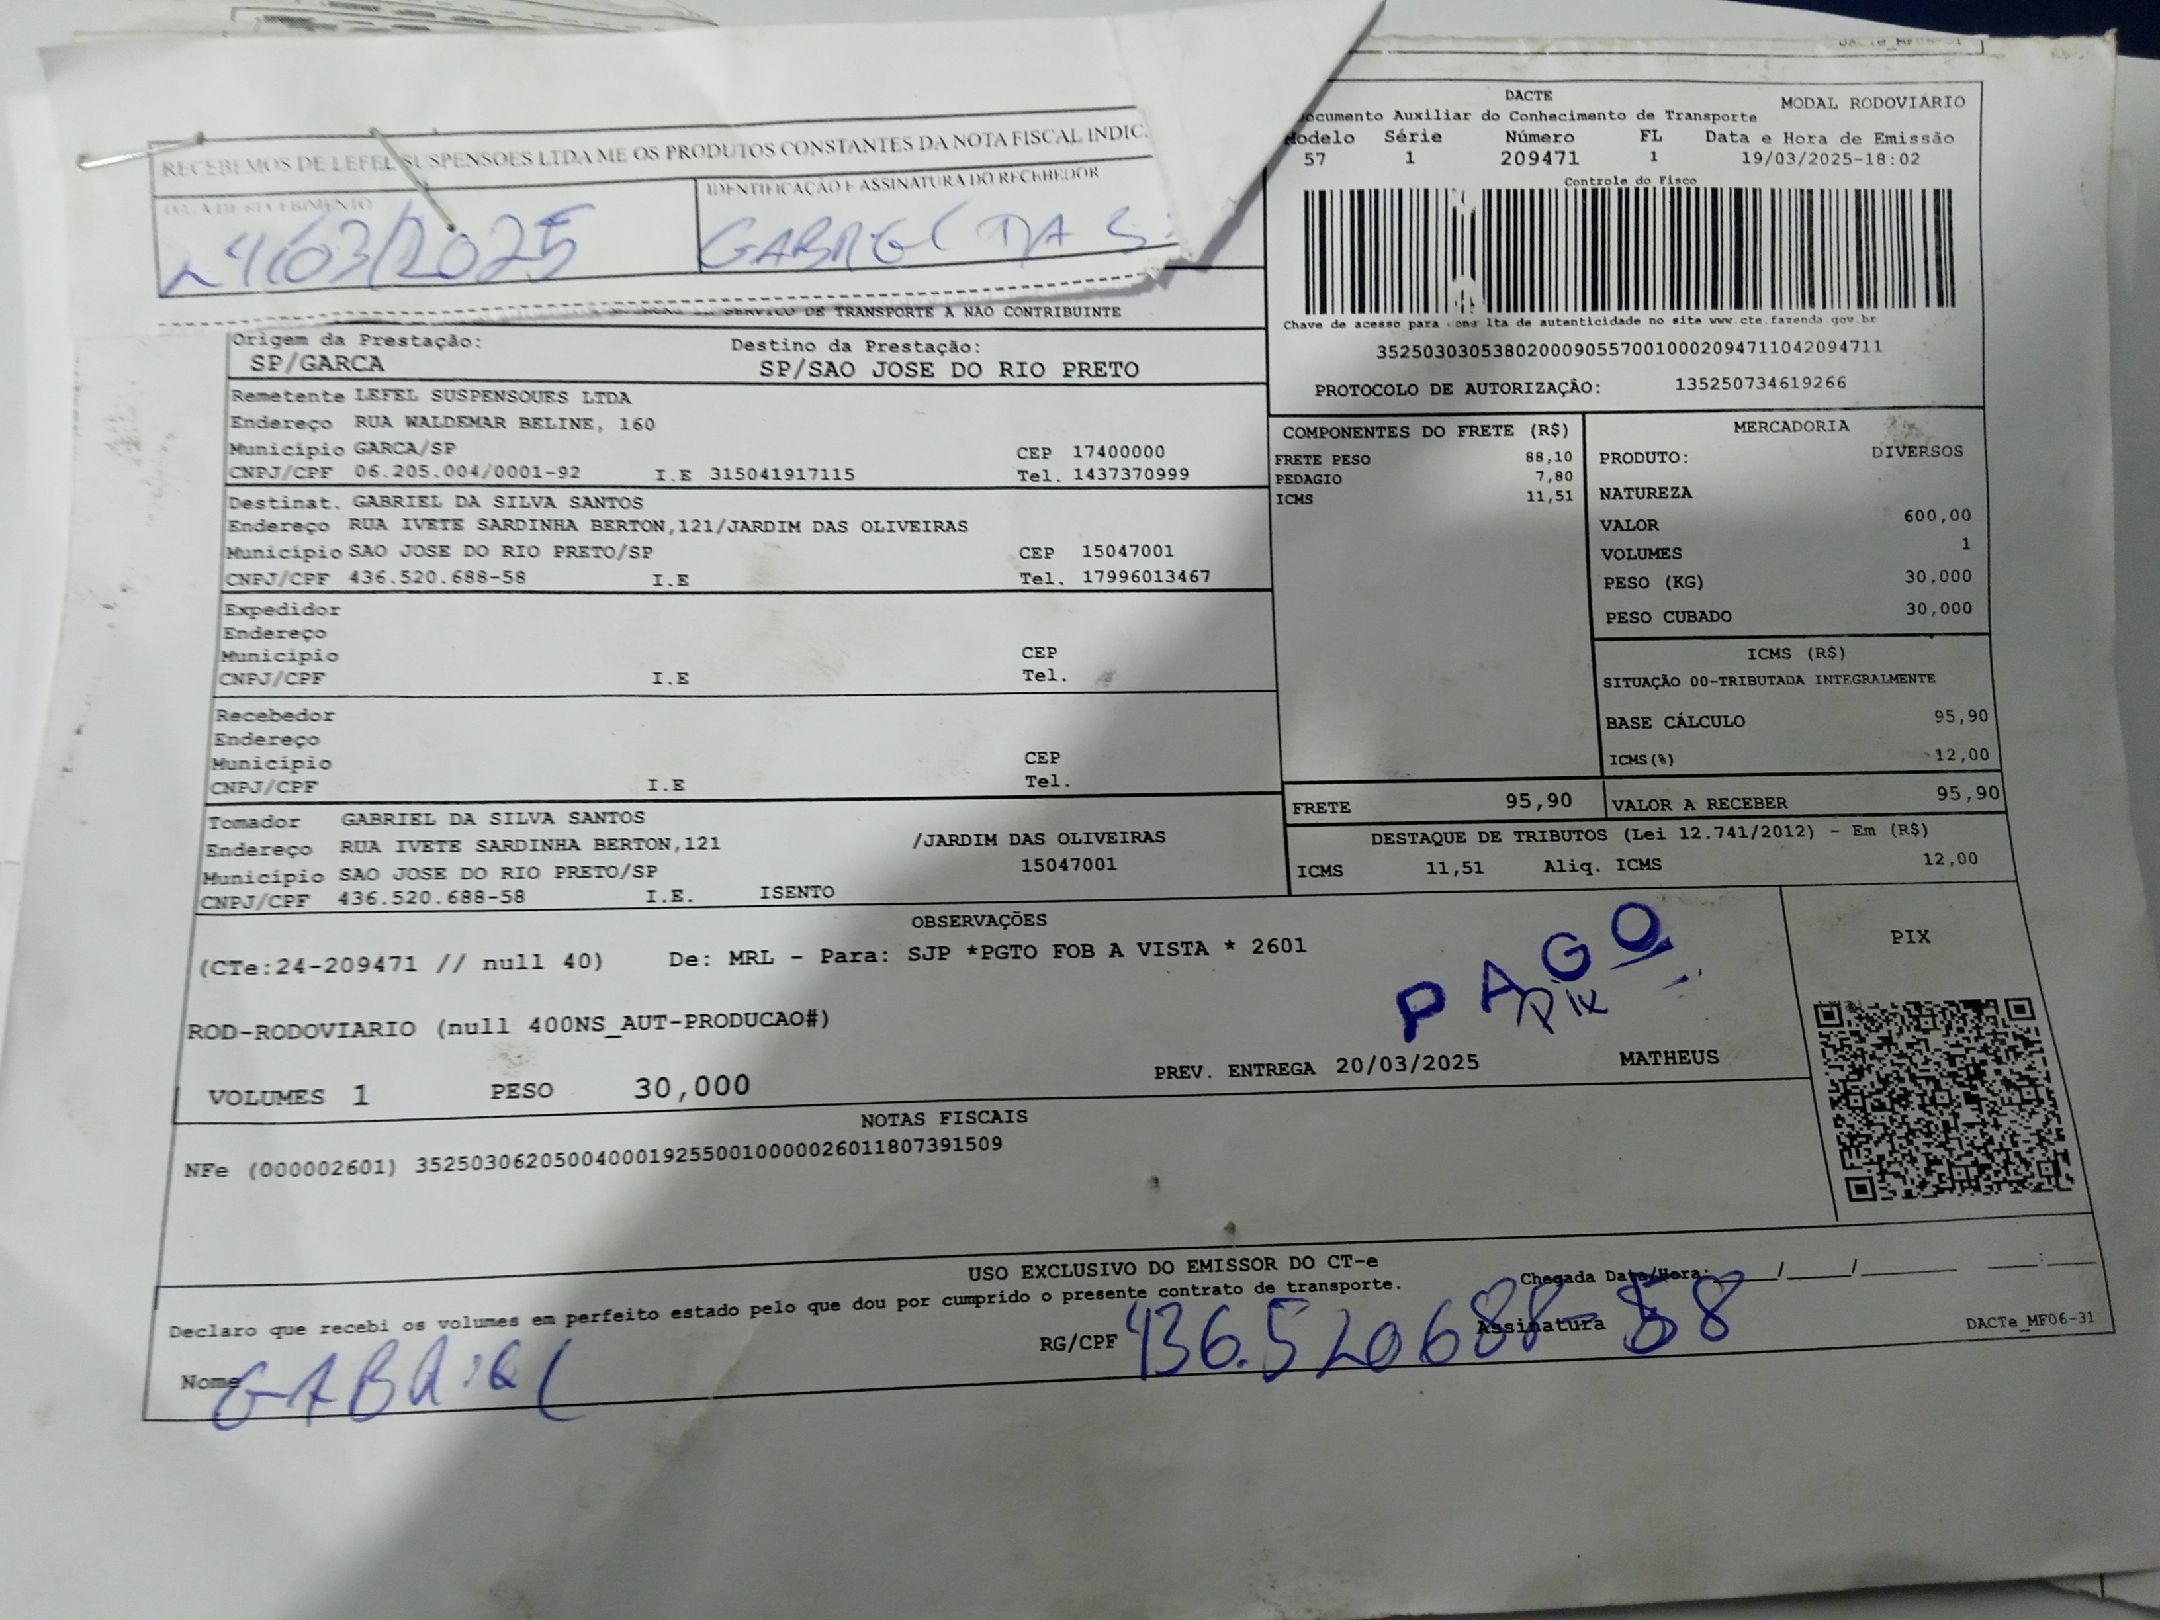 RECEBEMOS DE LEFEL SUSPENSOES LTDA ME OS PRODUTOS CONSTANTES DA NOTA FISCAL INDIC.
IDENTIFICAÇÃO E ASSINATURA DO RECEBEDOR
/03/2025 GABRIEL DA S
SERVICO DE TRANSPORTE A NAO CONTRIBUINTE
DACTE MODAL RODOVIÁRIO
ocumento Auxiliar do Conhecimento de Transporte
Modelo Série Número FL Data e Hora de Emissão
57 1 209471 1 19/03/2025-18:02
Controle do Fisco
Chave de acesso para cons lta de autenticidade no site www.cte.fazenda.gov.br
35250303053802000905570010002094711042094711
PROTOCOLO DE AUTORIZAÇÂO: 135250734619266
Origem da Prestação: Destino da Prestação:
SP/GARCA SP/SAO JOSE DO RIO PRETO
Remetente LEFEL SUSPENSOUES LTDA
Endereço RUA WALDEMAR BELINE, 160
Município GARCA/SP CEP 17400000
CNPJ/CPF 06.205.004/0001-92 I.E 315041917115 Tel. 1437370999
Destinat. GABRIEL DA SILVA SANTOS
Endereço RUA IVETE SARDINHA BERTON,121/JARDIM DAS OLIVEIRAS
Município SAO JOSE DO RIO PRETO/SP CEP 15047001
CNPJ/CPF 436.520.688-58 I.E Tel. 17996013467
Expedidor
Endereço
Município CEP
CNPJ/CPF I.E Tel.
Recebedor
Endereço
Município CEP
CNPJ/CPF I.E Tel.
Tomador GABRIEL DA SILVA SANTOS
Endereço RUA IVETE SARDINHA BERTON,121 /JARDIM DAS OLIVEIRAS
Município SAO JOSE DO RIO PRETO/SP 15047001
CNPJ/CPF 436.520.688-58 I.E. ISENTO
COMPONENTES DO FRETE (R$)
FRETE PESO 88,10
PEDAGIO 7,80
ICMS 11,51
MERCADORIA
PRODUTO: DIVERSOS
NATUREZA
VALOR 600,00
VOLUMES 1
PESO (KG) 30,000
PESO CUBADO 30,000
ICMS (R$)
SITUAÇÃO 00-TRIBUTADA INTEGRALMENTE
BASE CÁLCULO 95,90
ICMS(%) 12,00
FRETE 95,90 VALOR A RECEBER 95,90
DESTAQUE DE TRIBUTOS (Lei 12.741/2012) - Em (R$)
ICMS 11,51 Aliq. ICMS 12,00
OBSERVAÇÕES
(CTe:24-209471 // null 40) De: MRL - Para: SJP *PGTO FOB A VISTA * 2601
PAGO
Pix
PIX
ROD-RODOVIARIO (null 400NS_AUT-PRODUCAO#)
VOLUMES 1 PESO 30,000 PREV. ENTREGA 20/03/2025 MATHEUS
NOTAS FISCAIS
NFe (000002601) 35250306205004000192550010000026011807391509
USO EXCLUSIVO DO EMISSOR DO CT-e
Declaro que recebi os volumes em perfeito estado pelo que dou por cumprido o presente contrato de transporte. Chegada Data/Hora: / / :
Nome GABRIEL RG/CPF 436.520688-58 Assinatura DACTe_MF06-31